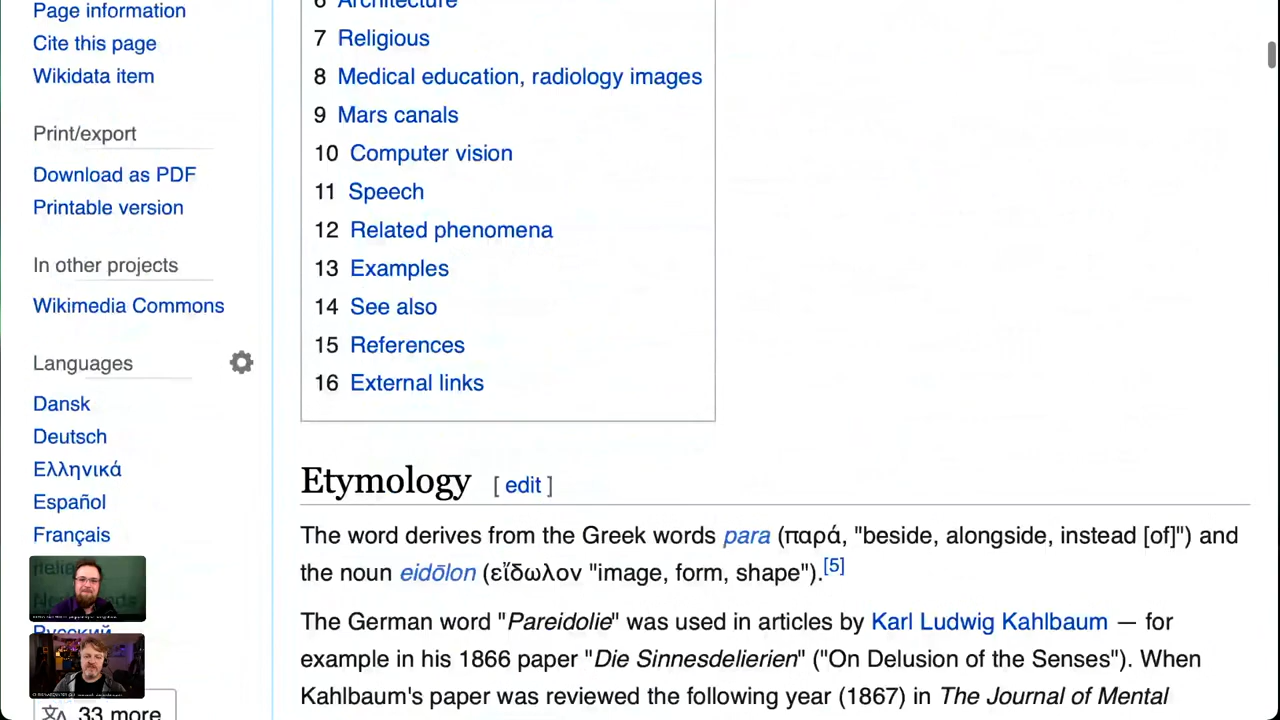 Page information
Cite this page
Wikidata item
Print/export
Download as PDF
Printable version
In other projects
Wikimedia Commons
Languages
Dansk
Deutsch
Ελληνικά
Español
Français
Русский
33 more
6 Architecture
7 Religious
8 Medical education, radiology images
9 Mars canals
10 Computer vision
11 Speech
12 Related phenomena
13 Examples
14 See also
15 References
16 External links
Etymology [ edit ]
The word derives from the Greek words para (παρά, "beside, alongside, instead [of]") and
the noun eidōlon (εἴδωλον "image, form, shape").[5]
The German word "Pareidolie" was used in articles by Karl Ludwig Kahlbaum — for
example in his 1866 paper "Die Sinnesdelierien" ("On Delusion of the Senses"). When
Kahlbaum's paper was reviewed the following year (1867) in The Journal of Mental